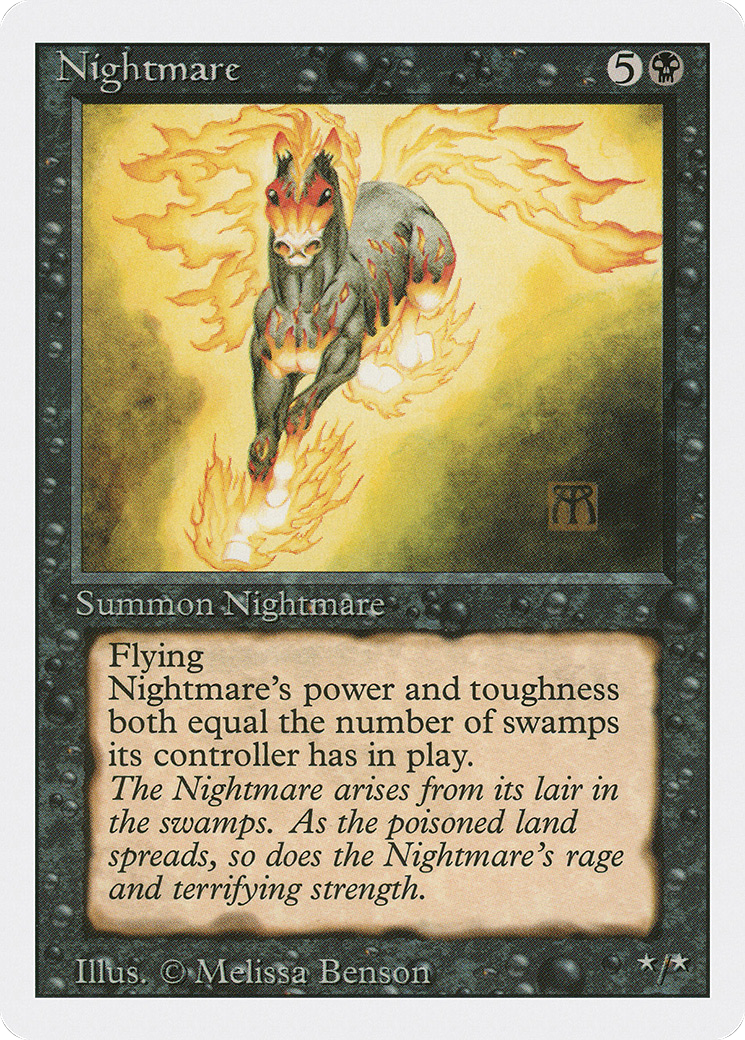 Nightmare 5
Summon Nightmare
Flying
Nightmare's power and toughness
both equal the number of swamps
its controller has in play.
The Nightmare arises from its lair in
the swamps. As the poisoned land
spreads, so does the Nightmare's rage
and terrifying strength.
Illus. © Melissa Benson ★/★